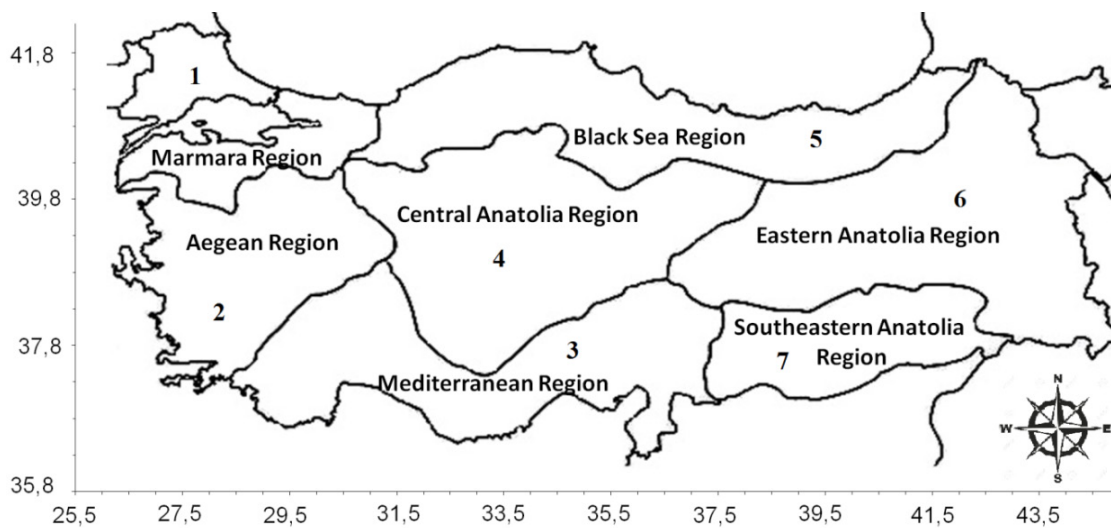 41,8
1
Black Sea Region
5
Marmara Region
39,8
6
Central Anatolia Region
Aegean Region
Eastern Anatolia Region
4
2
Southeastern Anatolia
Region
37,8
3
7
Mediterranean Region
N
W
E
S
35,8
25,5
27,5
29,5
31,5
33,5
35,5
37,5
39,5
41,5
43,5